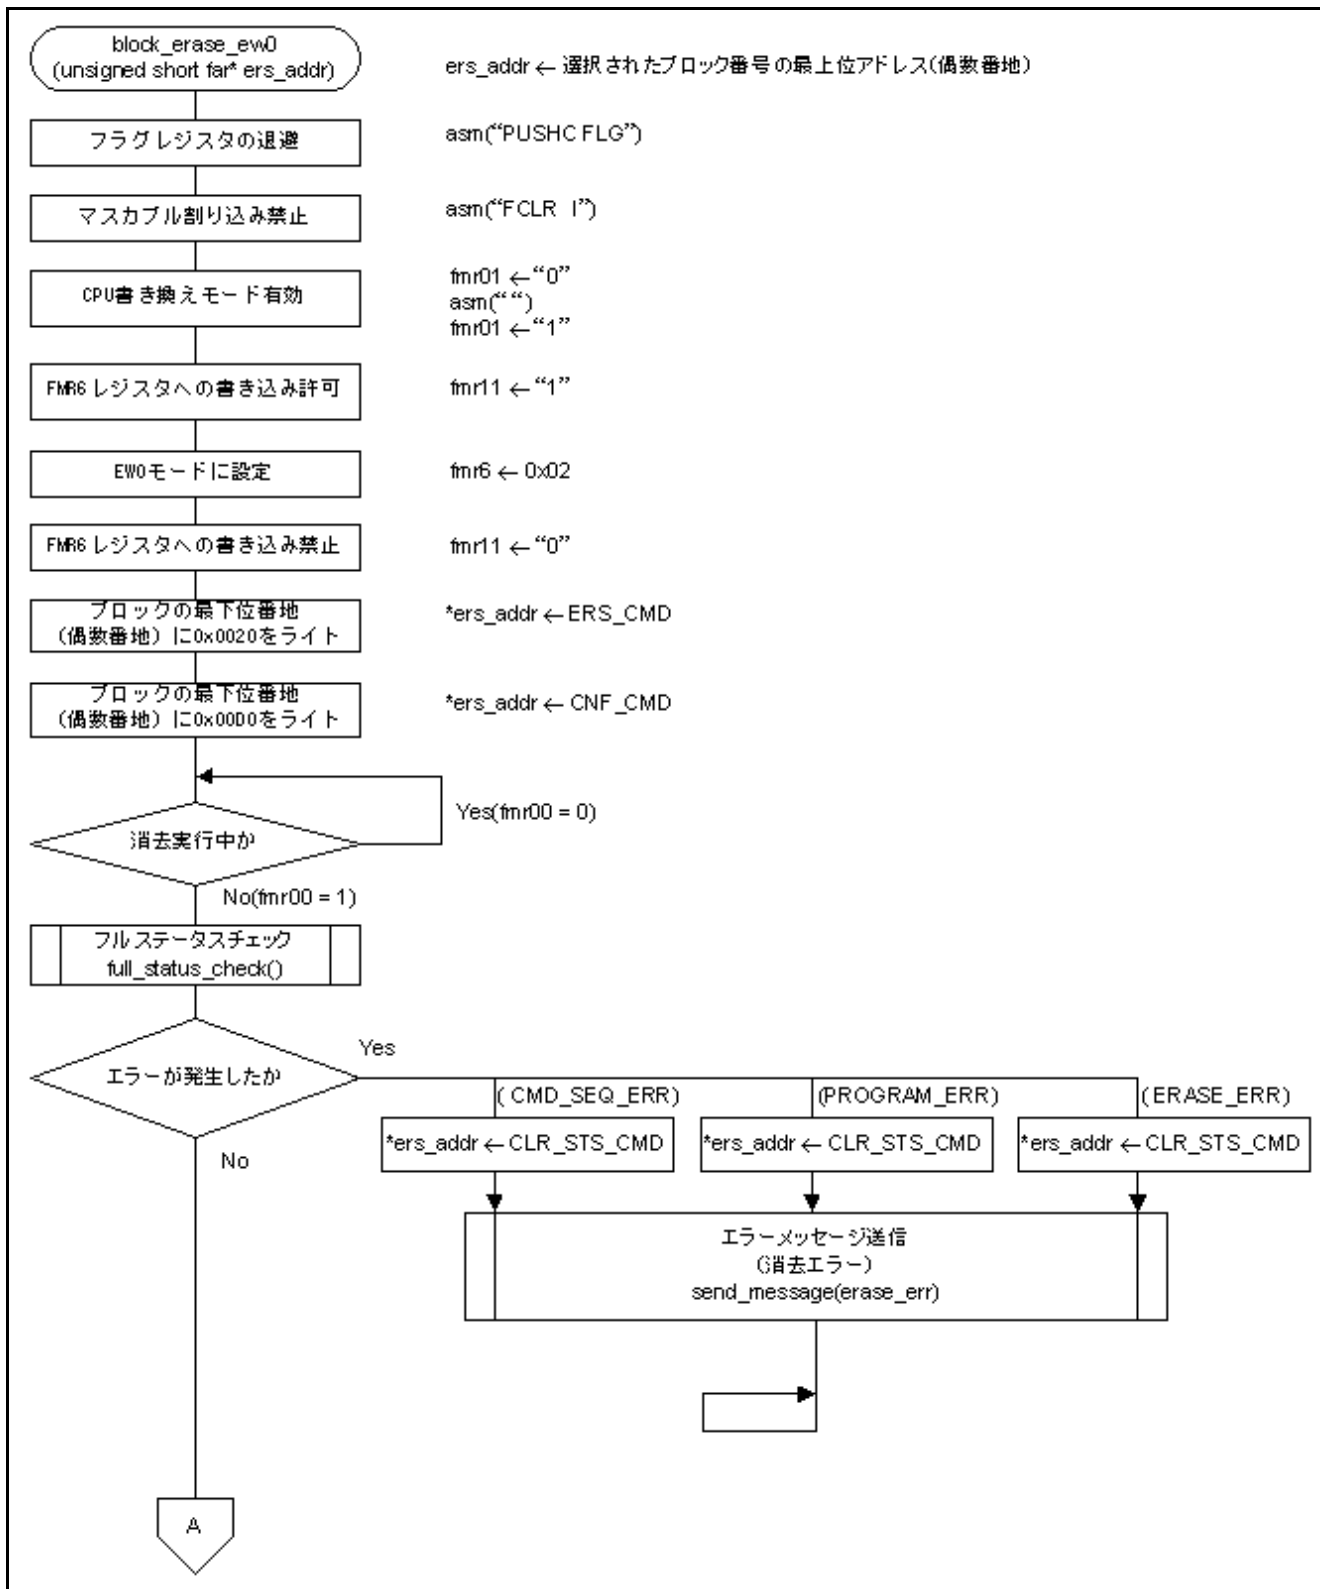 block_erase_ew0
(unsigned short far* ers_addr)
ers_addr ← 選択されたブロック番号の最上位アドレス(偶数番地)
フラグレジスタの退避
asm("PUSHC FLG")
マスカブル割り込み禁止
asm("FCLR I")
CPU書き換えモード有効
fmr01 ← "0"
asm(" ")
fmr01 ← "1"
FMR6レジスタへの書き込み許可
fmr11 ← "1"
EW0モードに設定
fmr6 ← 0x02
FMR6レジスタへの書き込み禁止
fmr11 ← "0"
ブロックの最下位番地
(偶数番地)に0x0020をライト
*ers_addr ← ERS_CMD
ブロックの最下位番地
(偶数番地)に0x00D0をライト
*ers_addr ← CNF_CMD
Yes(fmr00 = 0)
消去実行中か
No(fmr00 = 1)
フルステータスチェック
full_status_check()
エラーが発生したか
Yes
No
( CMD_SEQ_ERR)
(PROGRAM_ERR)
( ERASE_ERR)
*ers_addr ← CLR_STS_CMD
*ers_addr ← CLR_STS_CMD
*ers_addr ← CLR_STS_CMD
エラーメッセージ送信
(消去エラー)
send_message(erase_err)
A